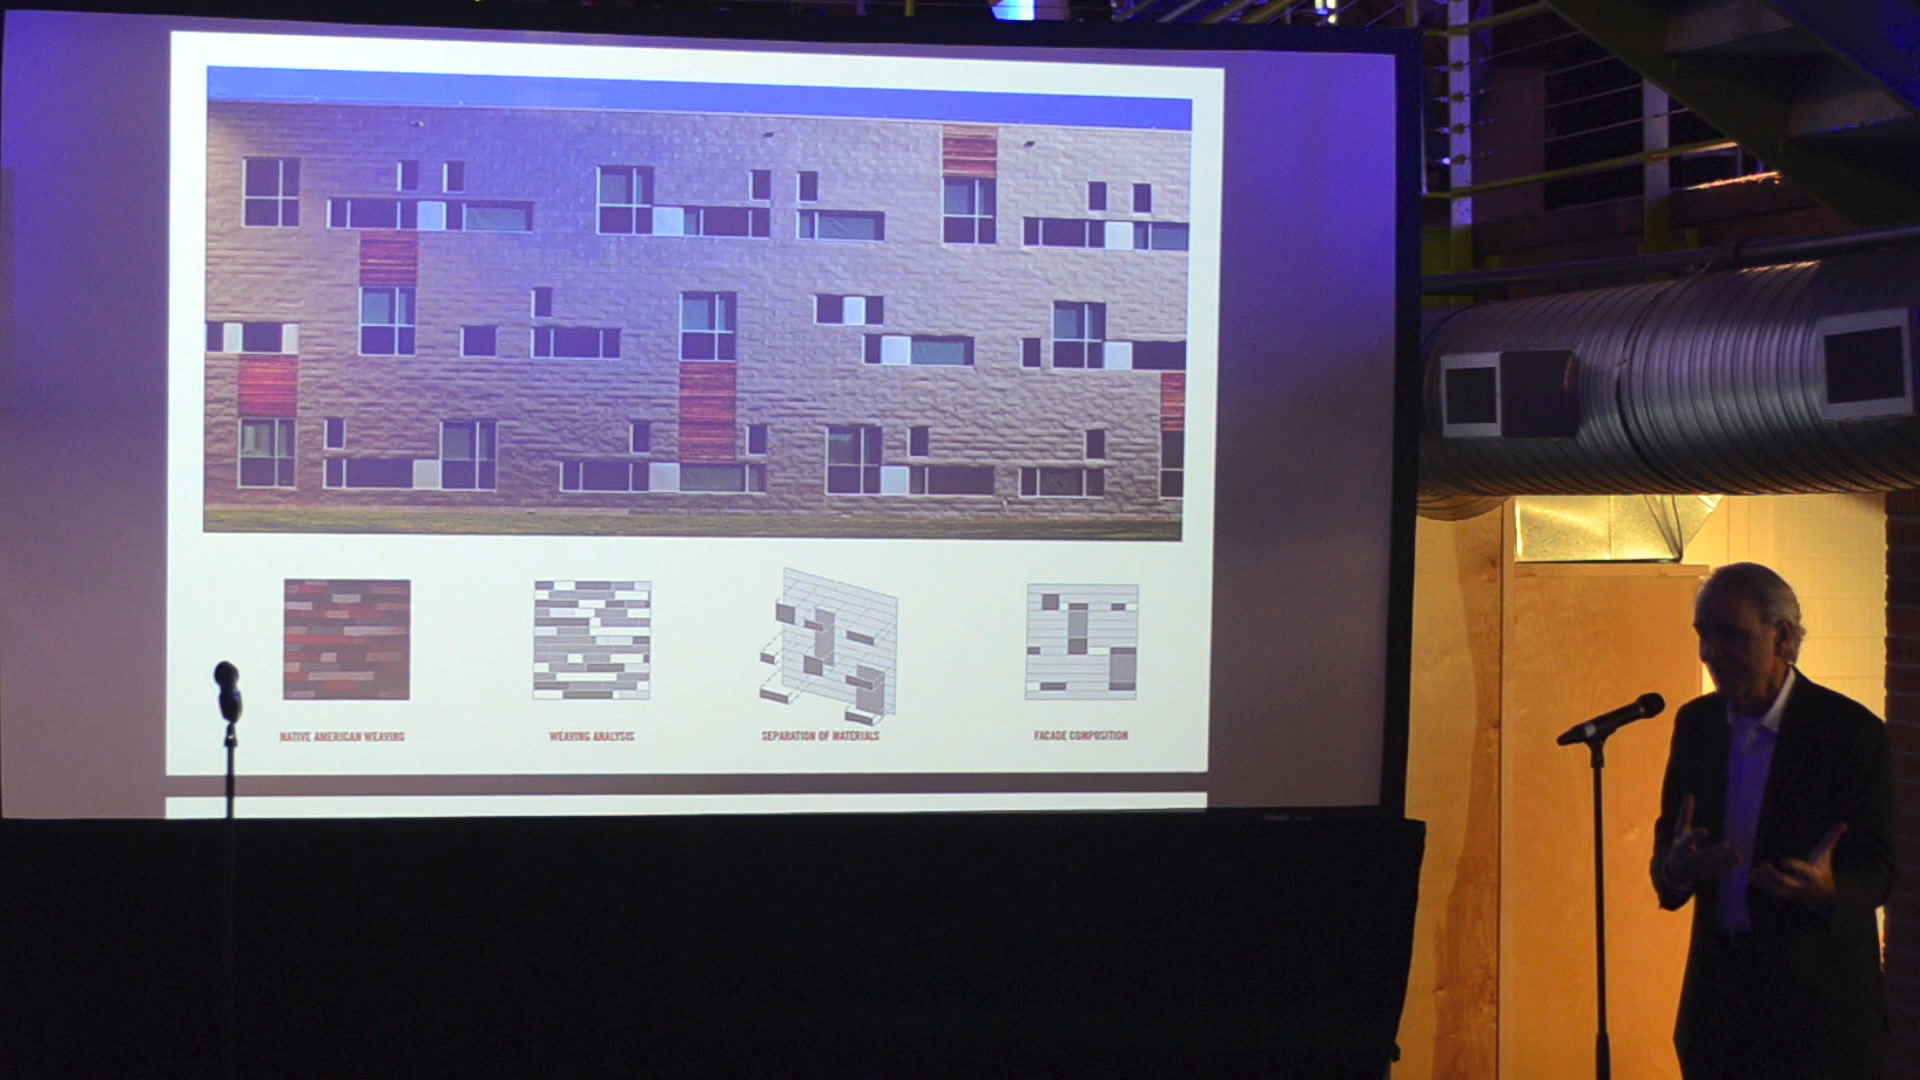 NATIVE AMERICAN WEAVING
WEAVING ANALYSIS
SEPARATION OF MATERIALS
FACADE COMPOSITION